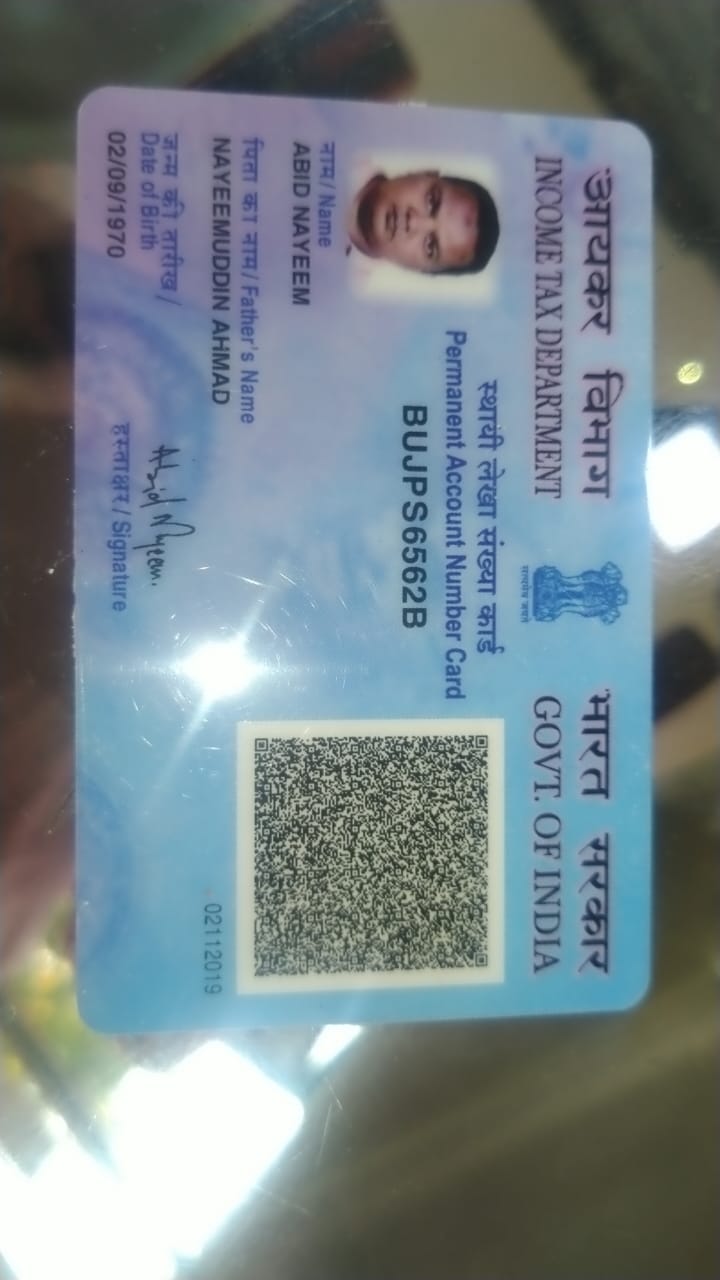 आयकर विभाग
INCOME TAX DEPARTMENT
सत्यमेव जयते
भारत सरकार
GOVT. OF INDIA
स्थायी लेखा संख्या कार्ड
Permanent Account Number Card
BUJPS6562B
नाम / Name
ABID NAYEEM
पिता का नाम / Father's Name
NAYEEMUDDIN AHMAD
जन्म की तारीख /
Date of Birth
02/09/1970
Abid Nayeem.
हस्ताक्षर / Signature
02112019